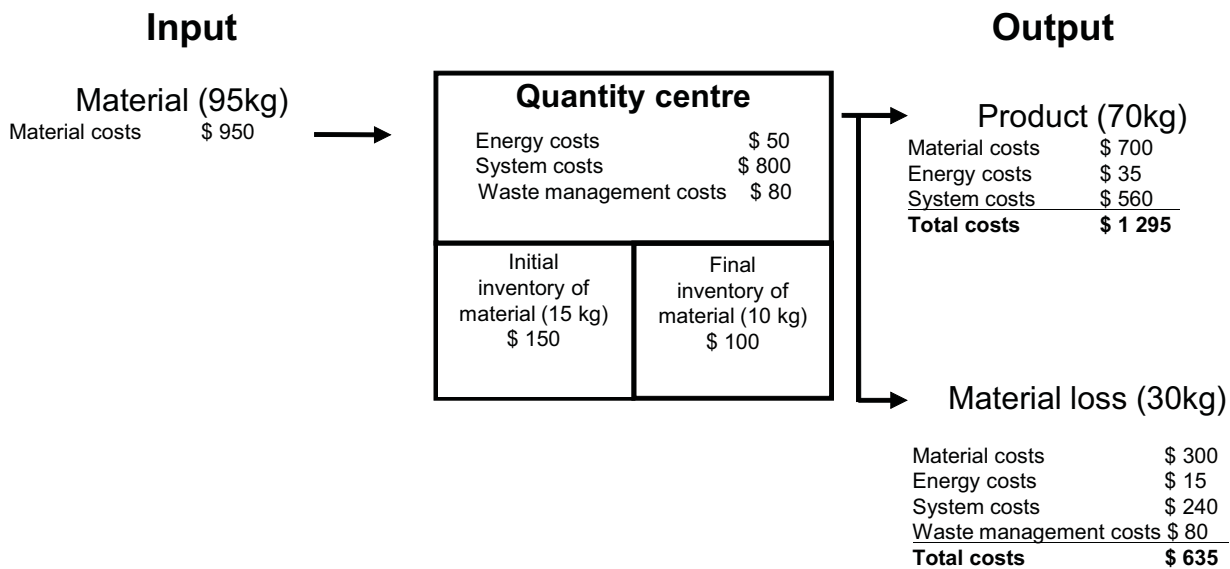 Input
Output
Material (95kg)
Material costs $ 950
Quantity centre
Energy costs $ 50
System costs $ 800
Waste management costs $ 80
Initial
inventory of
material (15 kg)
$ 150
Final
inventory of
material (10 kg)
$ 100
Product (70kg)
Material costs $ 700
Energy costs $ 35
System costs $ 560
Total costs $ 1 295
Material loss (30kg)
Material costs $ 300
Energy costs $ 15
System costs $ 240
Waste management costs $ 80
Total costs $ 635